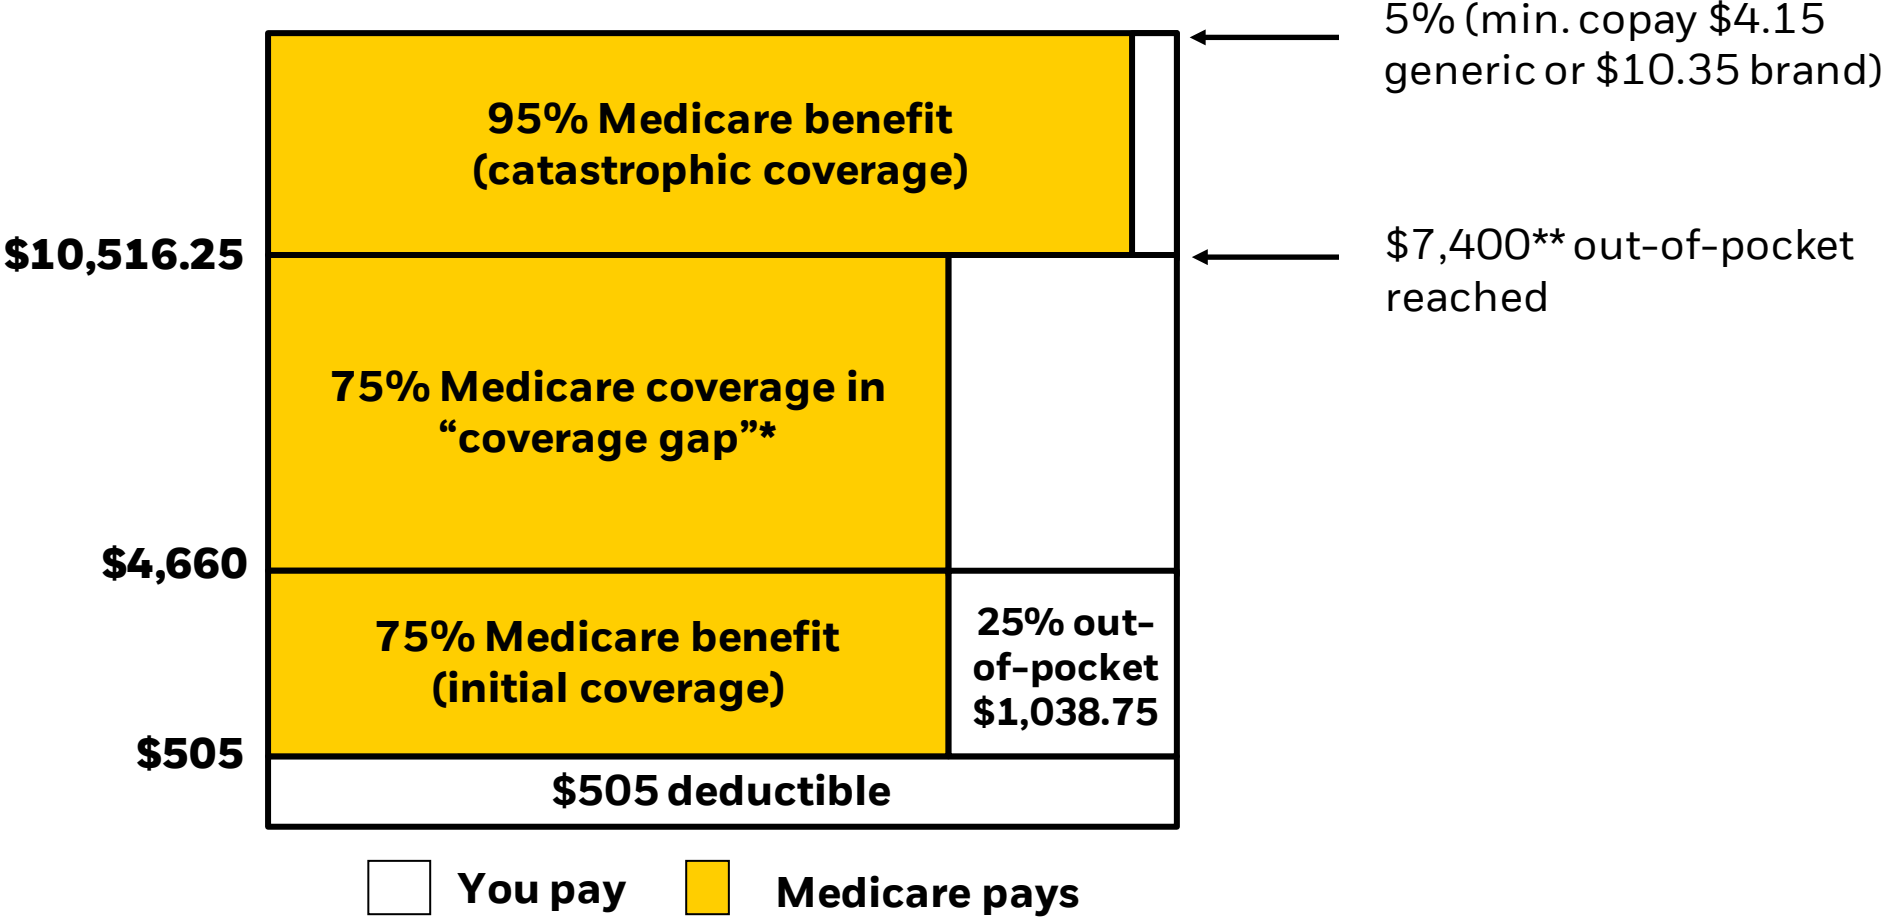 5% (min. copay $4.15
generic or $10.35 brand)
95% Medicare benefit
(catastrophic coverage)
$10,516.25
$7,400** out-of-pocket
reached
75% Medicare coverage in
“coverage gap”*
$4,660
75% Medicare benefit
(initial coverage)
25% out-
of-pocket
$1,038.75
$505
$505 deductible
You pay
Medicare pays